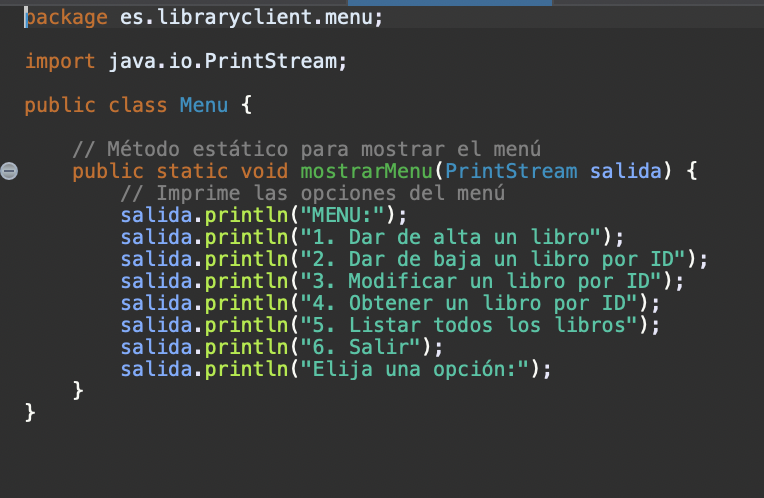 package es.libraryclient.menu;
import java.io.PrintStream;
public class Menu {
// Método estático para mostrar el menú
public static void mostrarMenu(PrintStream salida) {
// Imprime las opciones del menú
salida.println("MENU:");
salida.println("1. Dar de alta un libro");
salida.println("2. Dar de baja un libro por ID");
salida.println("3. Modificar un libro por ID");
salida.println("4. Obtener un libro por ID");
salida.println("5. Listar todos los libros");
salida.println("6. Salir");
salida.println("Elija una opción:");
}
}